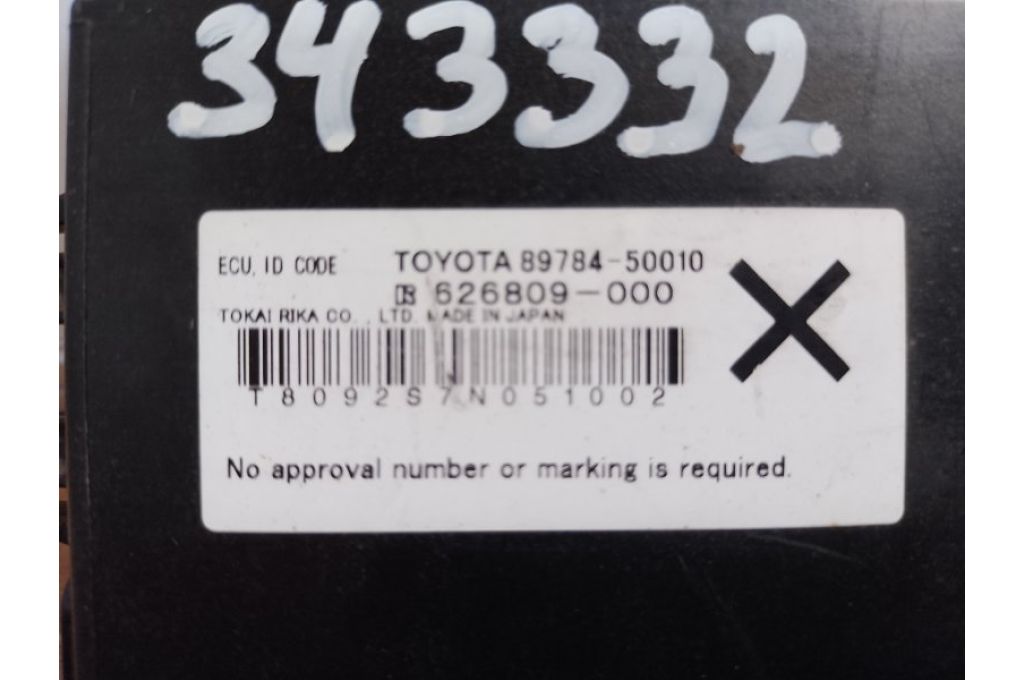 343332
ECU, ID CODE TOYOTA 89784-50010
626809-000
TOKAI RIKA CO., LTD. MADE IN JAPAN
T8092S7N051002
No approval number or marking is required.